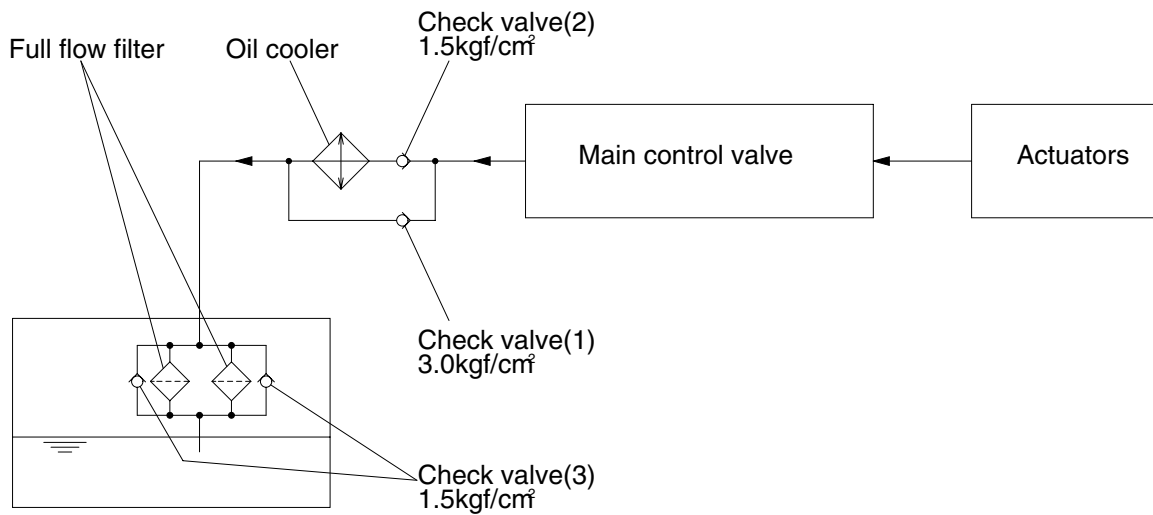 Check valve(2)
1.5kgf/cm²
Full flow filter
Oil cooler
Main control valve
Actuators
Check valve(1)
3.0kgf/cm²
Check valve(3)
1.5kgf/cm²